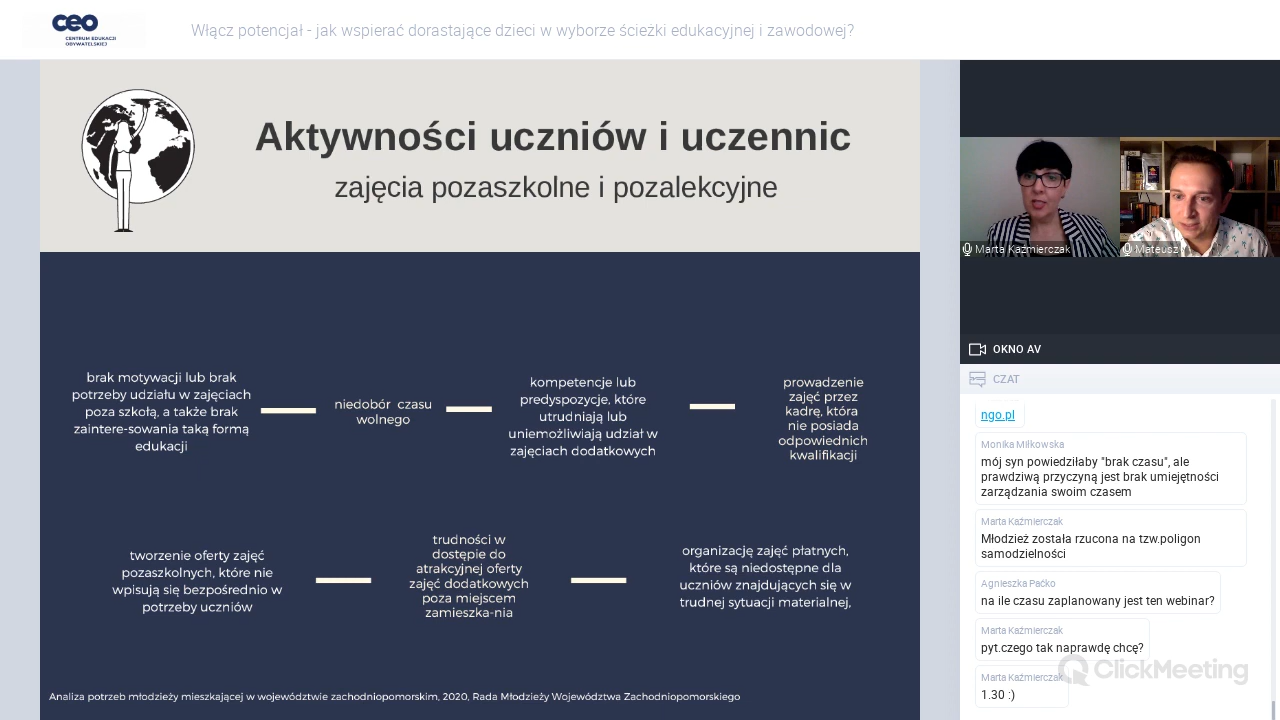 ceo
CENTRUM EDUKACJI
OBYWATELSKIEJ
Włącz potencjał - jak wspierać dorastające dzieci w wyborze ścieżki edukacyjnej i zawodowej?
Aktywności uczniów i uczennic
zajęcia pozaszkolne i pozalekcyjne
brak motywacji lub brak
potrzeby udziału w zajęciach
poza szkołą, a także brak
zaintere-sowania taką formą
edukacji
niedobór czasu
wolnego
kompetencje lub
predyspozycje, które
utrudniają lub
uniemożliwiają udział w
zajęciach dodatkowych
prowadzenie
zajęć przez
kadrę, która
nie posiada
odpowiednich
kwalifikacji
tworzenie oferty zajęć
pozaszkolnych, które nie
wpisują się bezpośrednio w
potrzeby uczniów
trudności w
dostępie do
atrakcyjnej oferty
zajęć dodatkowych
poza miejscem
zamieszka-nia
organizację zajęć płatnych,
które są niedostępne dla
uczniów znajdujących się w
trudnej sytuacji materialnej,
Analiza potrzeb młodzieży mieszkającej w województwie zachodniopomorskim, 2020, Rada Młodzieży Województwa Zachodniopomorskiego
Marta Kaźmierczak
Mateusz
OKNO AV
CZAT
ngo.pl
Monika Miłkowska
mój syn powiedziłaby "brak czasu", ale
prawdziwą przyczyną jest brak umiejętności
zarządzania swoim czasem
Marta Kaźmierczak
Młodzież została rzucona na tzw.poligon
samodzielności
Agnieszka Paćko
na ile czasu zaplanowany jest ten webinar?
Marta Kaźmierczak
pyt.czego tak naprawdę chcę?
Marta Kaźmierczak
1.30 :)
ClickMeeting